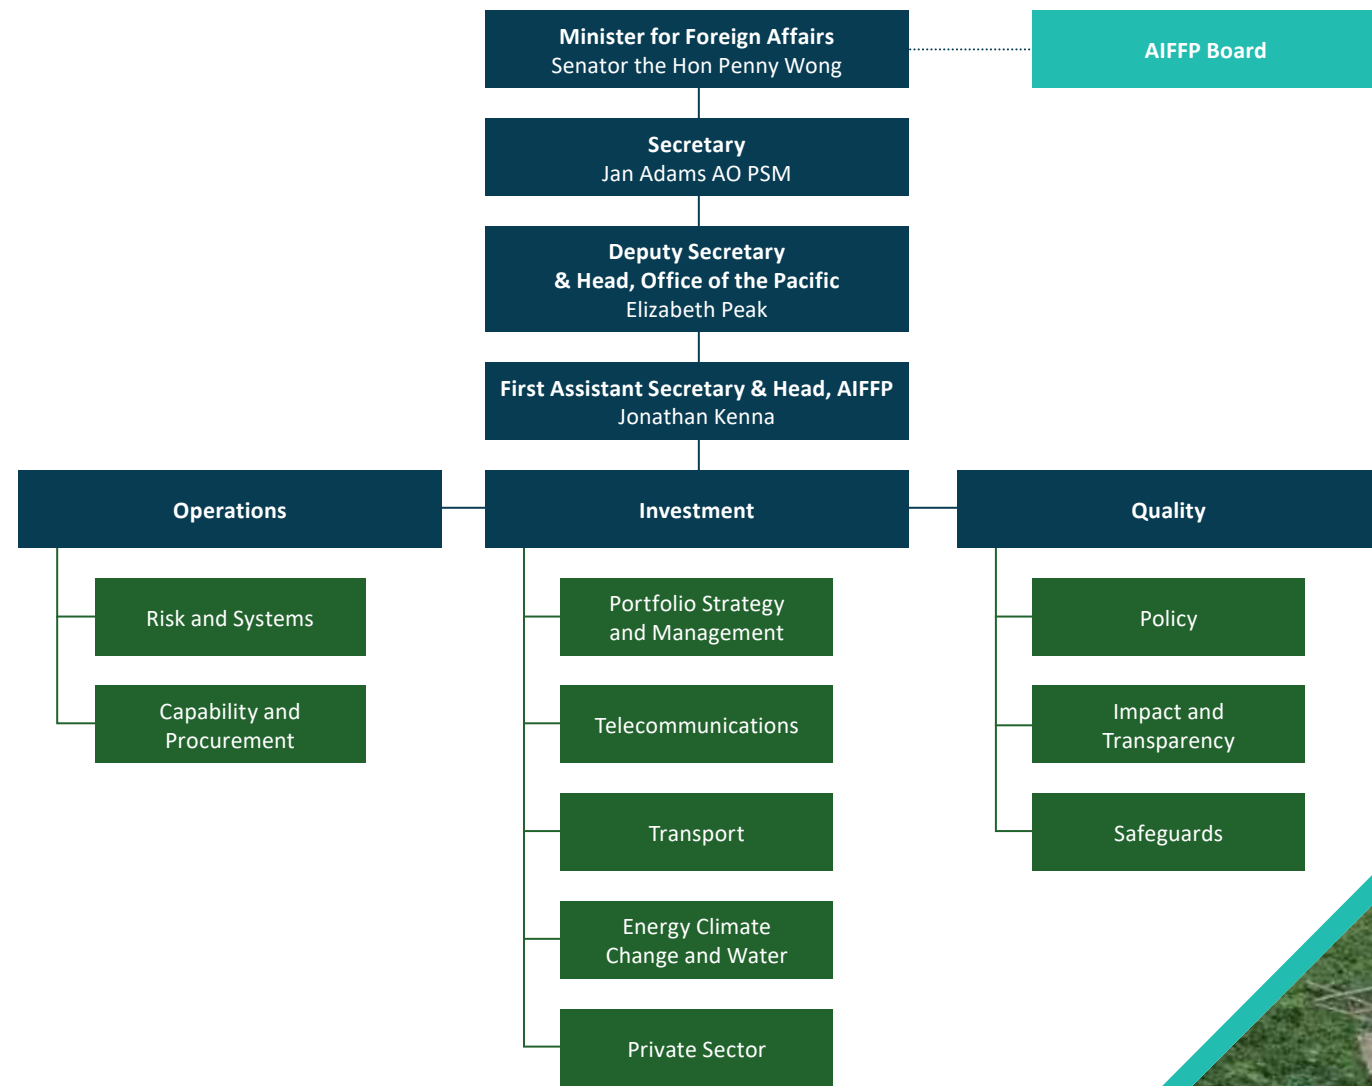 Minister for Foreign Affairs
Senator the Hon Penny Wong
AIFFP Board
Secretary
Jan Adams AO PSM
Deputy Secretary
& Head, Office of the Pacific
Elizabeth Peak
First Assistant Secretary & Head, AIFFP
Jonathan Kenna
Operations
Risk and Systems
Capability and
Procurement
Investment
Portfolio Strategy
and Management
Telecommunications
Transport
Energy Climate
Change and Water
Private Sector
Quality
Policy
Impact and
Transparency
Safeguards